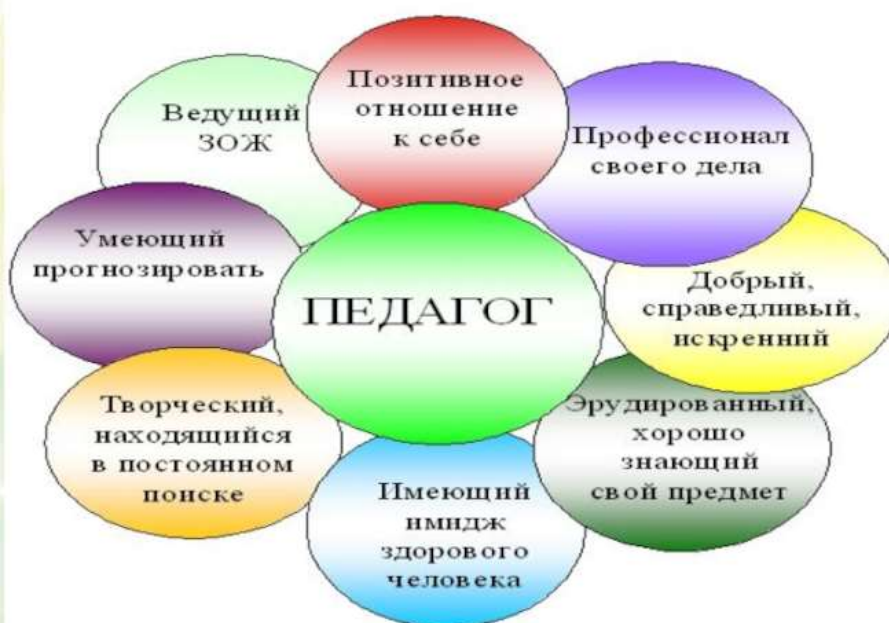 Позитивное
отношение
к себе
Ведущий
ЗОЖ
Профессионал
своего дела
Умеющий
прогнозировать
ПЕДАГОГ
Добрый,
справедливый,
искренний
Творческий,
находящийся
в постоянном
поиске
Эрудированный,
хорошо
знающий
свой предмет
Имеющий
имидж
здорового
человека